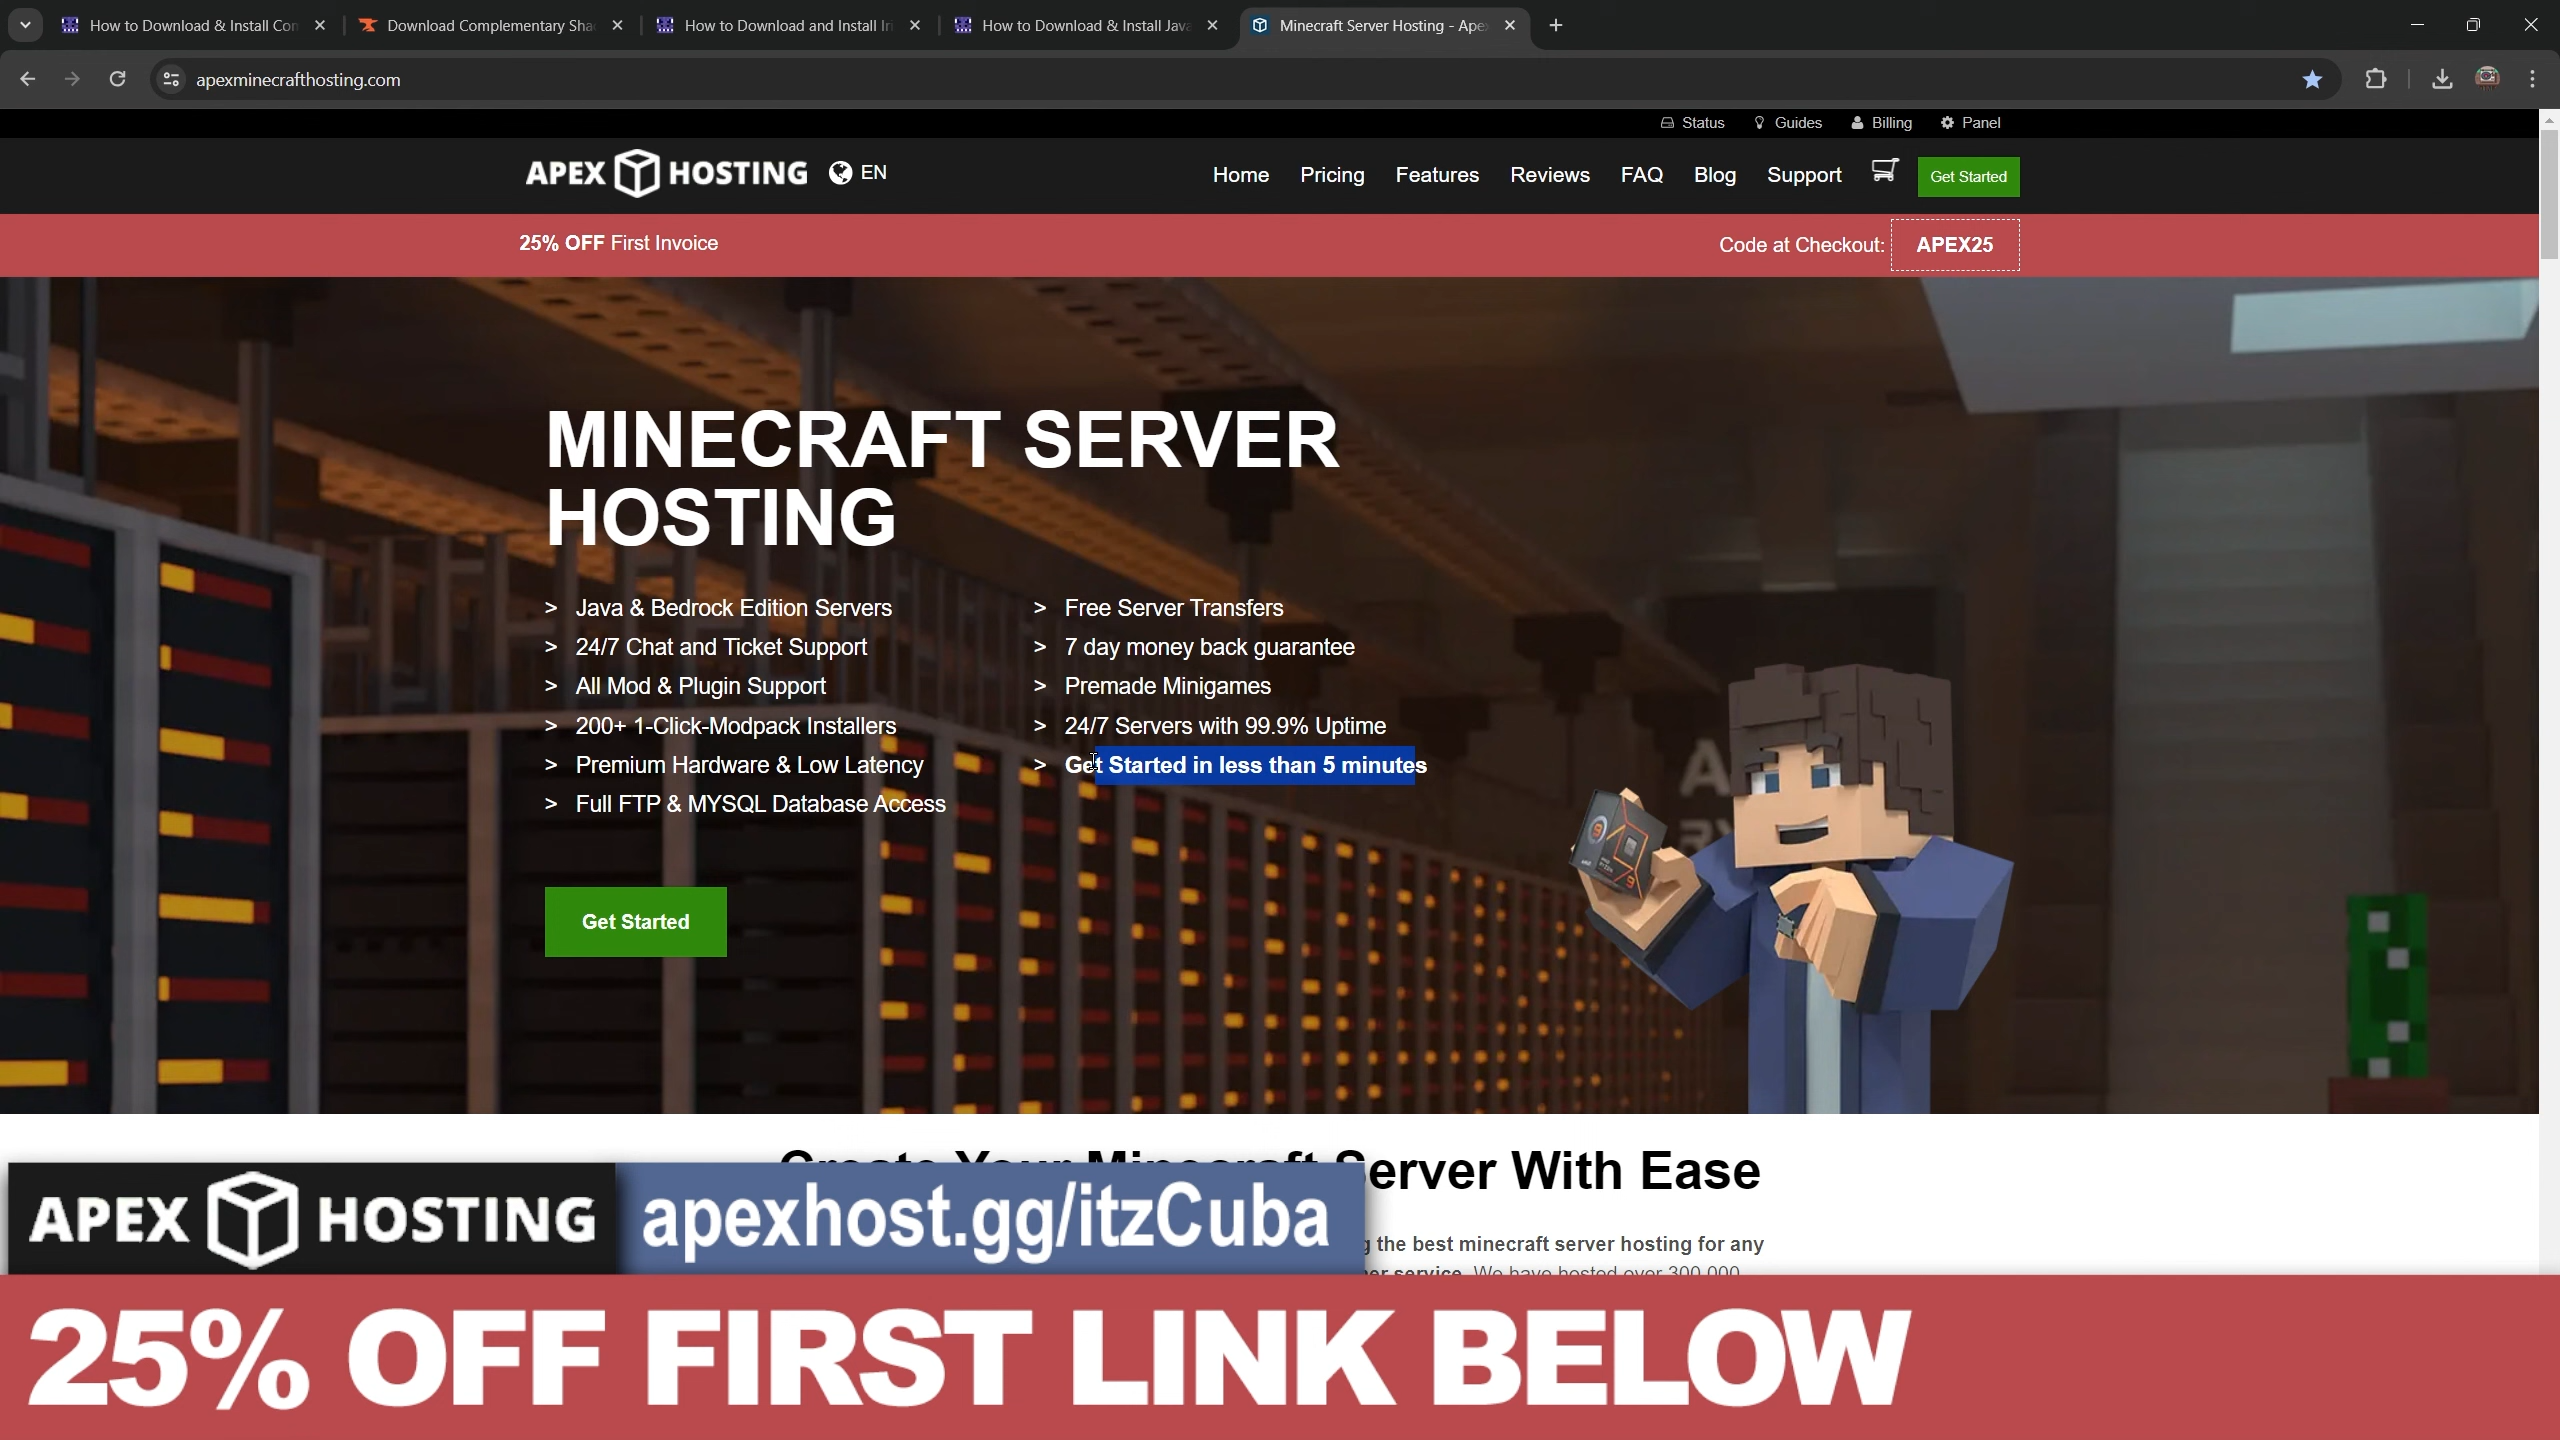 How to Download & Install Con
Download Complementary Sha
How to Download and Install Iri
How to Download & Install Java
Minecraft Server Hosting - Apex
apexminecrafthosting.com
Status
Guides
Billing
Panel
APEX HOSTING
EN
Home
Pricing
Features
Reviews
FAQ
Blog
Support
Get Started
25% OFF First Invoice
Code at Checkout: APEX25
MINECRAFT SERVER
HOSTING
> Java & Bedrock Edition Servers
> 24/7 Chat and Ticket Support
> All Mod & Plugin Support
> 200+ 1-Click-Modpack Installers
> Premium Hardware & Low Latency
> Full FTP & MYSQL Database Access
> Free Server Transfers
> 7 day money back guarantee
> Premade Minigames
> 24/7 Servers with 99.9% Uptime
> Get Started in less than 5 minutes
Get Started
Create Your Minecraft Server With Ease
the best minecraft server hosting for any
service. We have hosted over 300,000
APEX HOSTING
apexhost.gg/itzCuba
25% OFF FIRST LINK BELOW